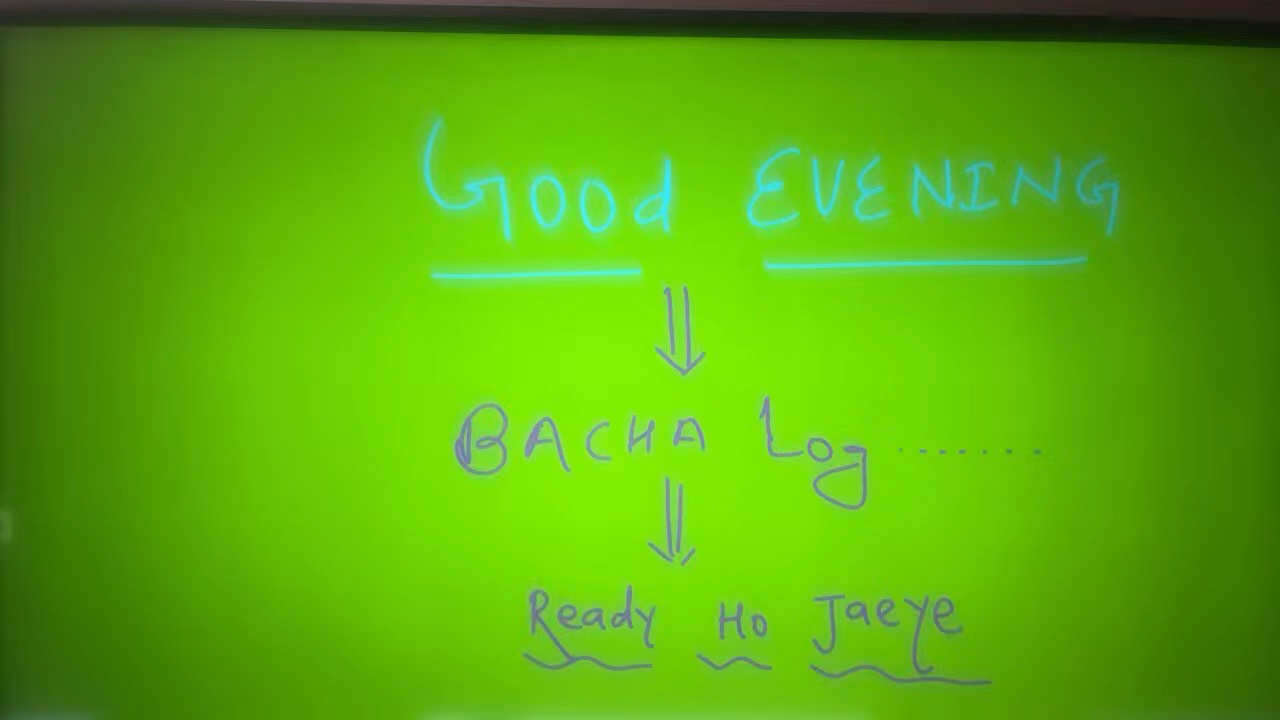 Good EVENING
BACHA Log ........
Ready Ho Jaeye